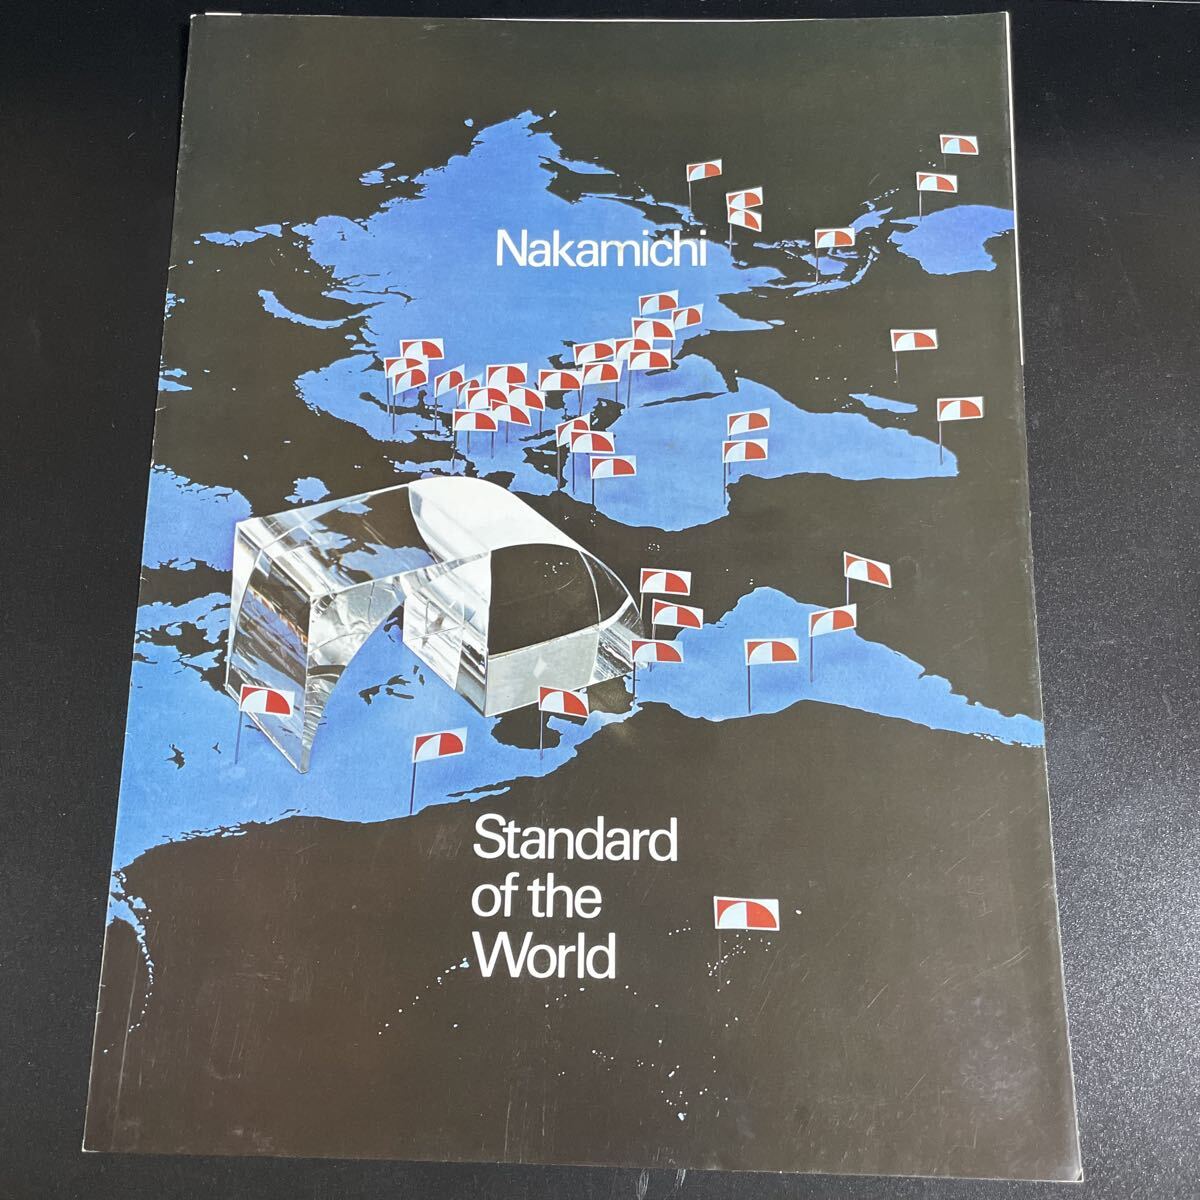 Nakamichi
Standard
of the
World